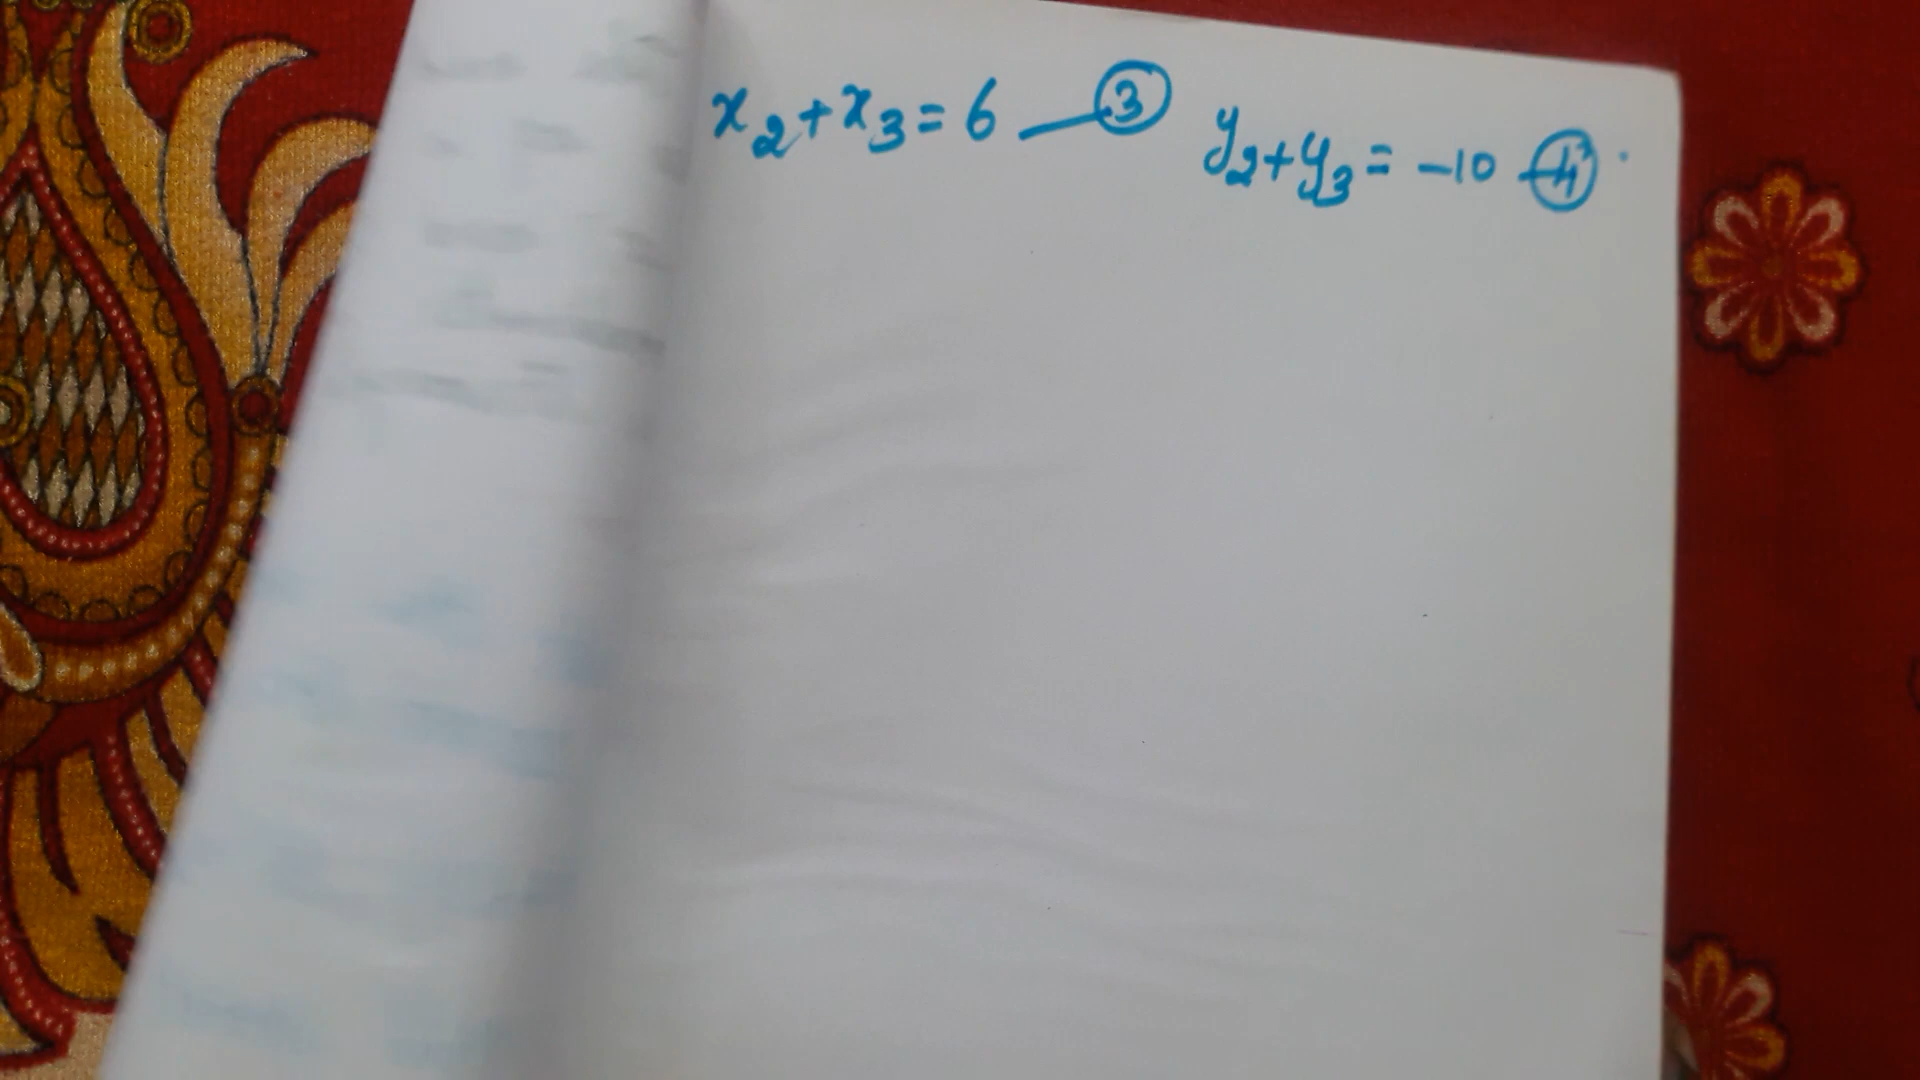 x₂+x₃=6 —③ y₂+y₃= -10 —④